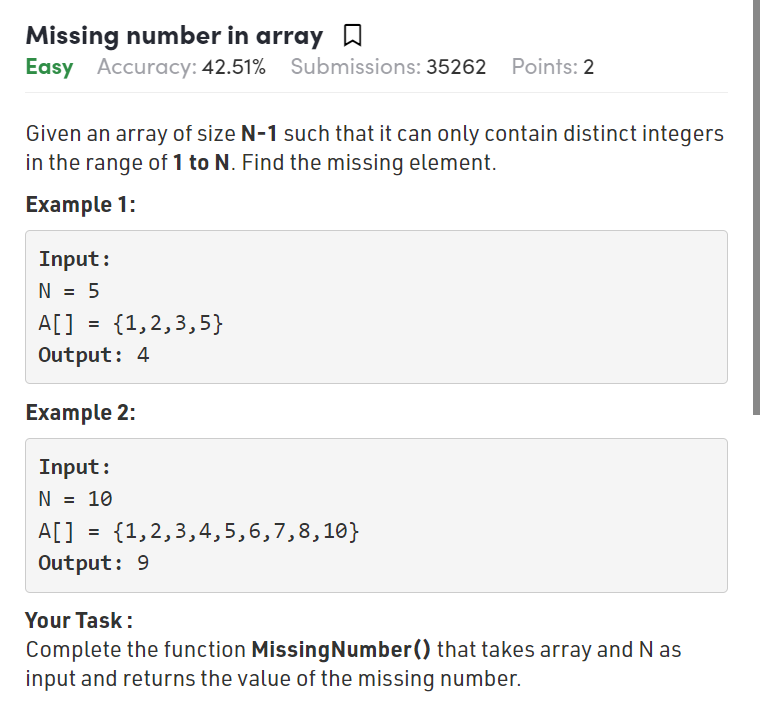 Missing number in array
Easy Accuracy: 42.51% Submissions: 35262 Points: 2
Given an array of size N-1 such that it can only contain distinct integers
in the range of 1 to N. Find the missing element.
Example 1:
Input:
N = 5
A[] = {1,2,3,5}
Output: 4
Example 2:
Input:
N = 10
A[] = {1,2,3,4,5,6,7,8,10}
Output: 9
Your Task :
Complete the function MissingNumber() that takes array and N as
input and returns the value of the missing number.